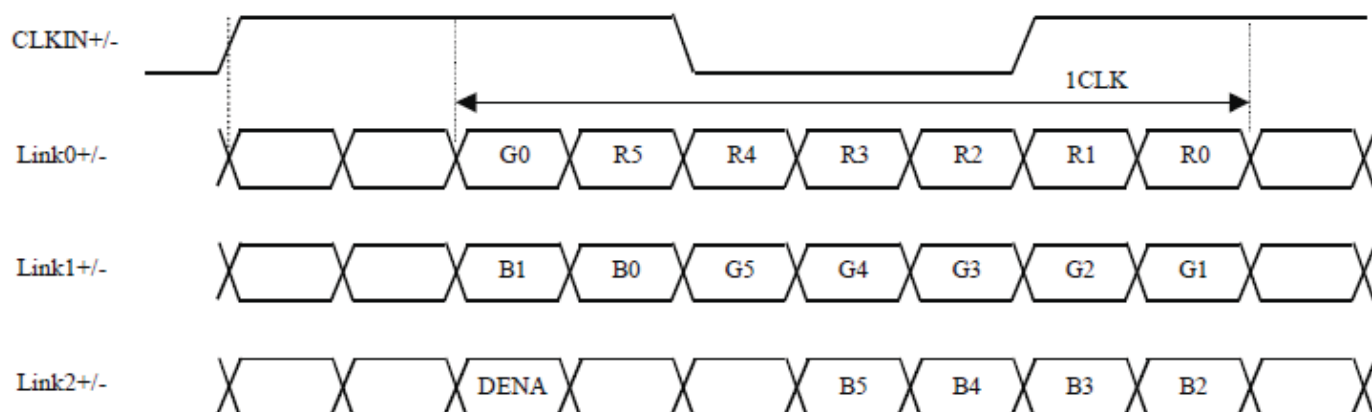 CLKIN+/-
1CLK
Link0+/- G0 R5 R4 R3 R2 R1 R0
Link1+/- B1 B0 G5 G4 G3 G2 G1
Link2+/- DENA B5 B4 B3 B2